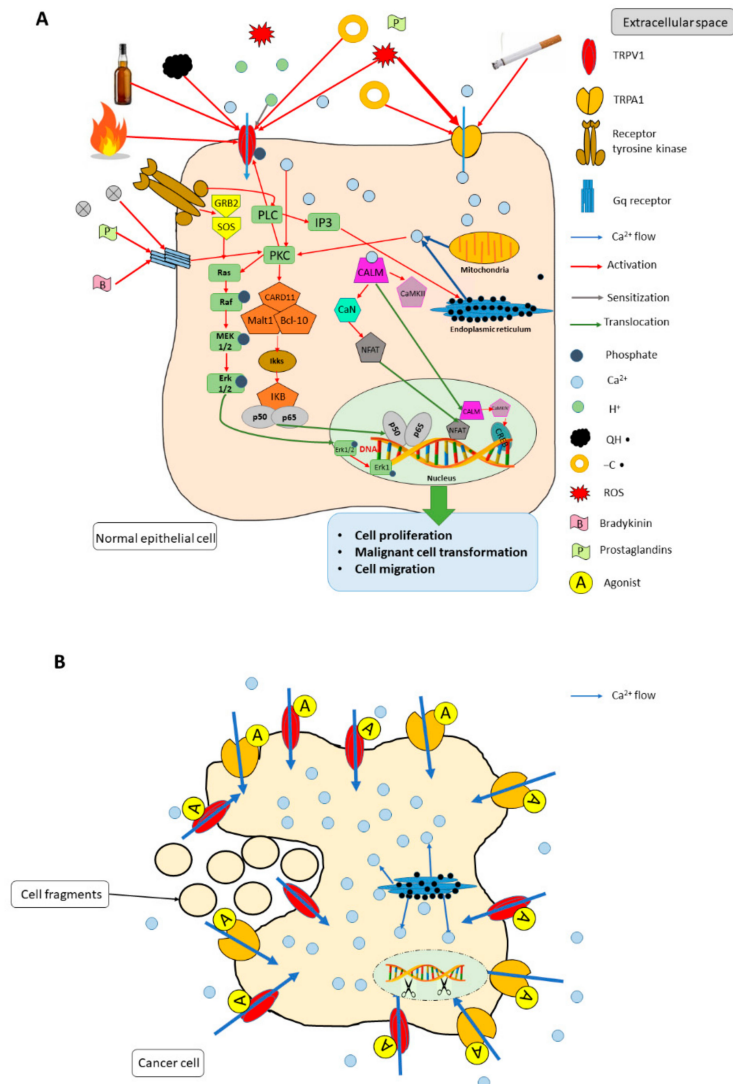 A
Extracellular space
TRPV1
TRPA1
Receptor
tyrosine kinase
Gq receptor
Ca²⁺ flow
Activation
Sensitization
Translocation
Phosphate
Ca²⁺
H⁺
QH •
–C •
ROS
B
Bradykinin
P
Prostaglandins
A
Agonist
P
GRB2
SOS
PLC
IP3
PKC
P
B
Ras
Raf
MEK
1/2
Erk
1/2
CARD11
Malt1
Bcl-10
Ikks
IKB
p50
p65
CALM
CaMKII
CaN
NFAT
Mitochondria
Endoplasmic reticulum
p50
p65
CALM
NFAT
Erk1/2
DNA
Erk1
Nucleus
Normal epithelial cell
• Cell proliferation
• Malignant cell transformation
• Cell migration
B
Ca²⁺ flow
A
A
A
A
A
A
A
A
A
A
A
A
Cell fragments
Cancer cell